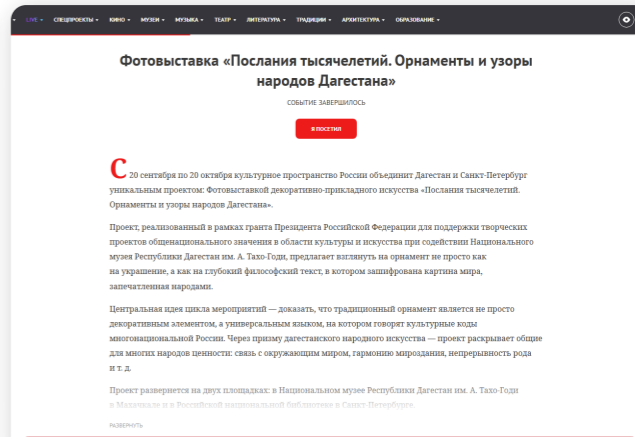 LIVE СПЕЦПРОЕКТЫ КИНО МУЗЕИ МУЗЫКА ТЕАТР ЛИТЕРАТУРА ТРАДИЦИИ АРХИТЕКТУРА ОБРАЗОВАНИЕ
Фотовыставка «Послания тысячелетий. Орнаменты и узоры
народов Дагестана»
СОБЫТИЕ ЗАВЕРШИЛОСЬ
Я ПОСЕТИЛ
С 20 сентября по 20 октября культурное пространство России объединит Дагестан и Санкт-Петербург
уникальным проектом: Фотовыставкой декоративно-прикладного искусства «Послания тысячелетий.
Орнаменты и узоры народов Дагестана».
Проект, реализованный в рамках гранта Президента Российской Федерации для поддержки творческих
проектов общенационального значения в области культуры и искусства при содействии Национального
музея Республики Дагестан им. А. Тахо-Годи, предлагает взглянуть на орнамент не просто как
на украшение, а как на глубокий философский текст, в котором зашифрована картина мира,
запечатленная народами.
Центральная идея цикла мероприятий — доказать, что традиционный орнамент является не просто
декоративным элементом, а универсальным языком, на котором говорят культурные коды
многонациональной России. Через призму дагестанского народного искусства — проект раскрывает общие
для многих народов ценности: связь с окружающим миром, гармонию мироздания, непрерывность рода
и т. д.
Проект развернется на двух площадках: в Национальном музее Республики Дагестан им. А. Тахо-Годи
в Махачкале и в Российской национальной библиотеке в Санкт-Петербурге.
РАЗВЕРНУТЬ